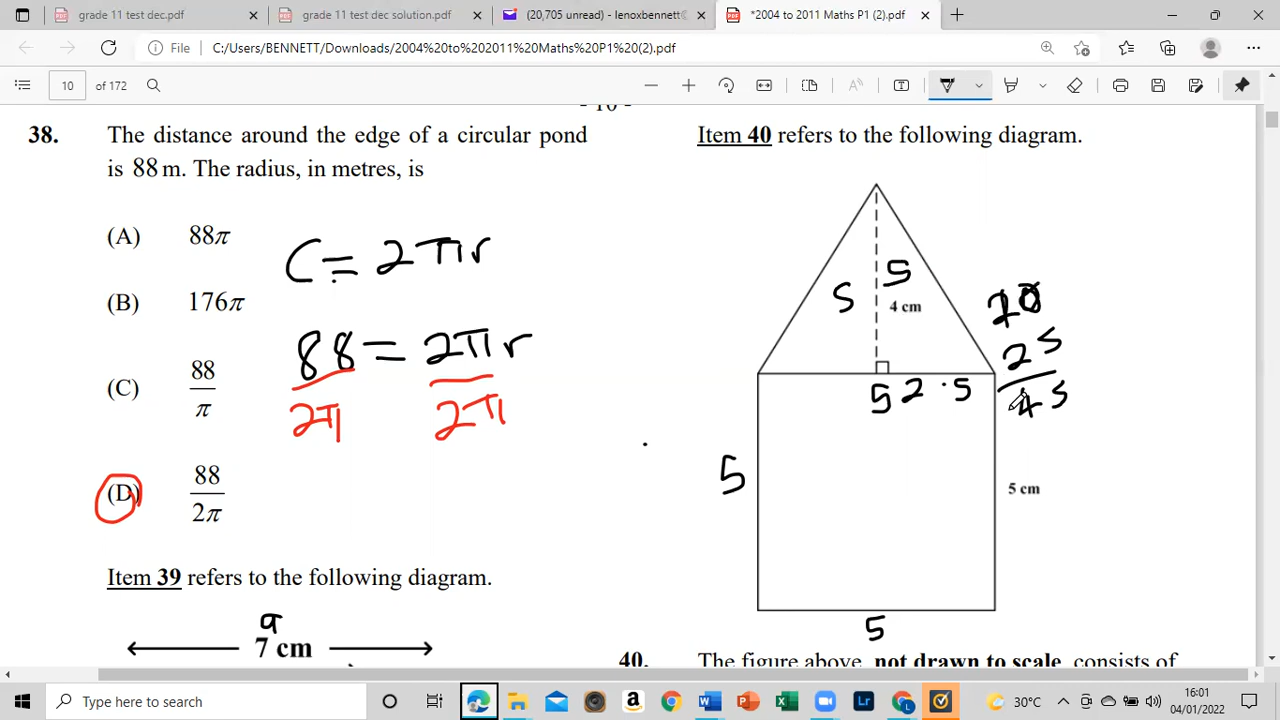 grade 11 test dec.pdf
grade 11 test dec solution.pdf
(20,705 unread) - lenoxbennett
*2004 to 2011 Maths P1 (2).pdf
File
C:/Users/BENNETT/Downloads/2004%20to%202011%20Maths%20P1%20(2).pdf
10 of 172
- 10 -
38. The distance around the edge of a circular pond
is 88 m. The radius, in metres, is
(A) 88π
(B) 176π
(C) 88/π
(D) 88/2π
C = 2πr
88 = 2πr
2π 2π
Item 39 refers to the following diagram.
9
7 cm
Item 40 refers to the following diagram.
5 5
4 cm
10
25
45
5 2.5
5
5 cm
5
40. The figure above, not drawn to scale, consists of
Type here to search
30°C
16:01
04/01/2022